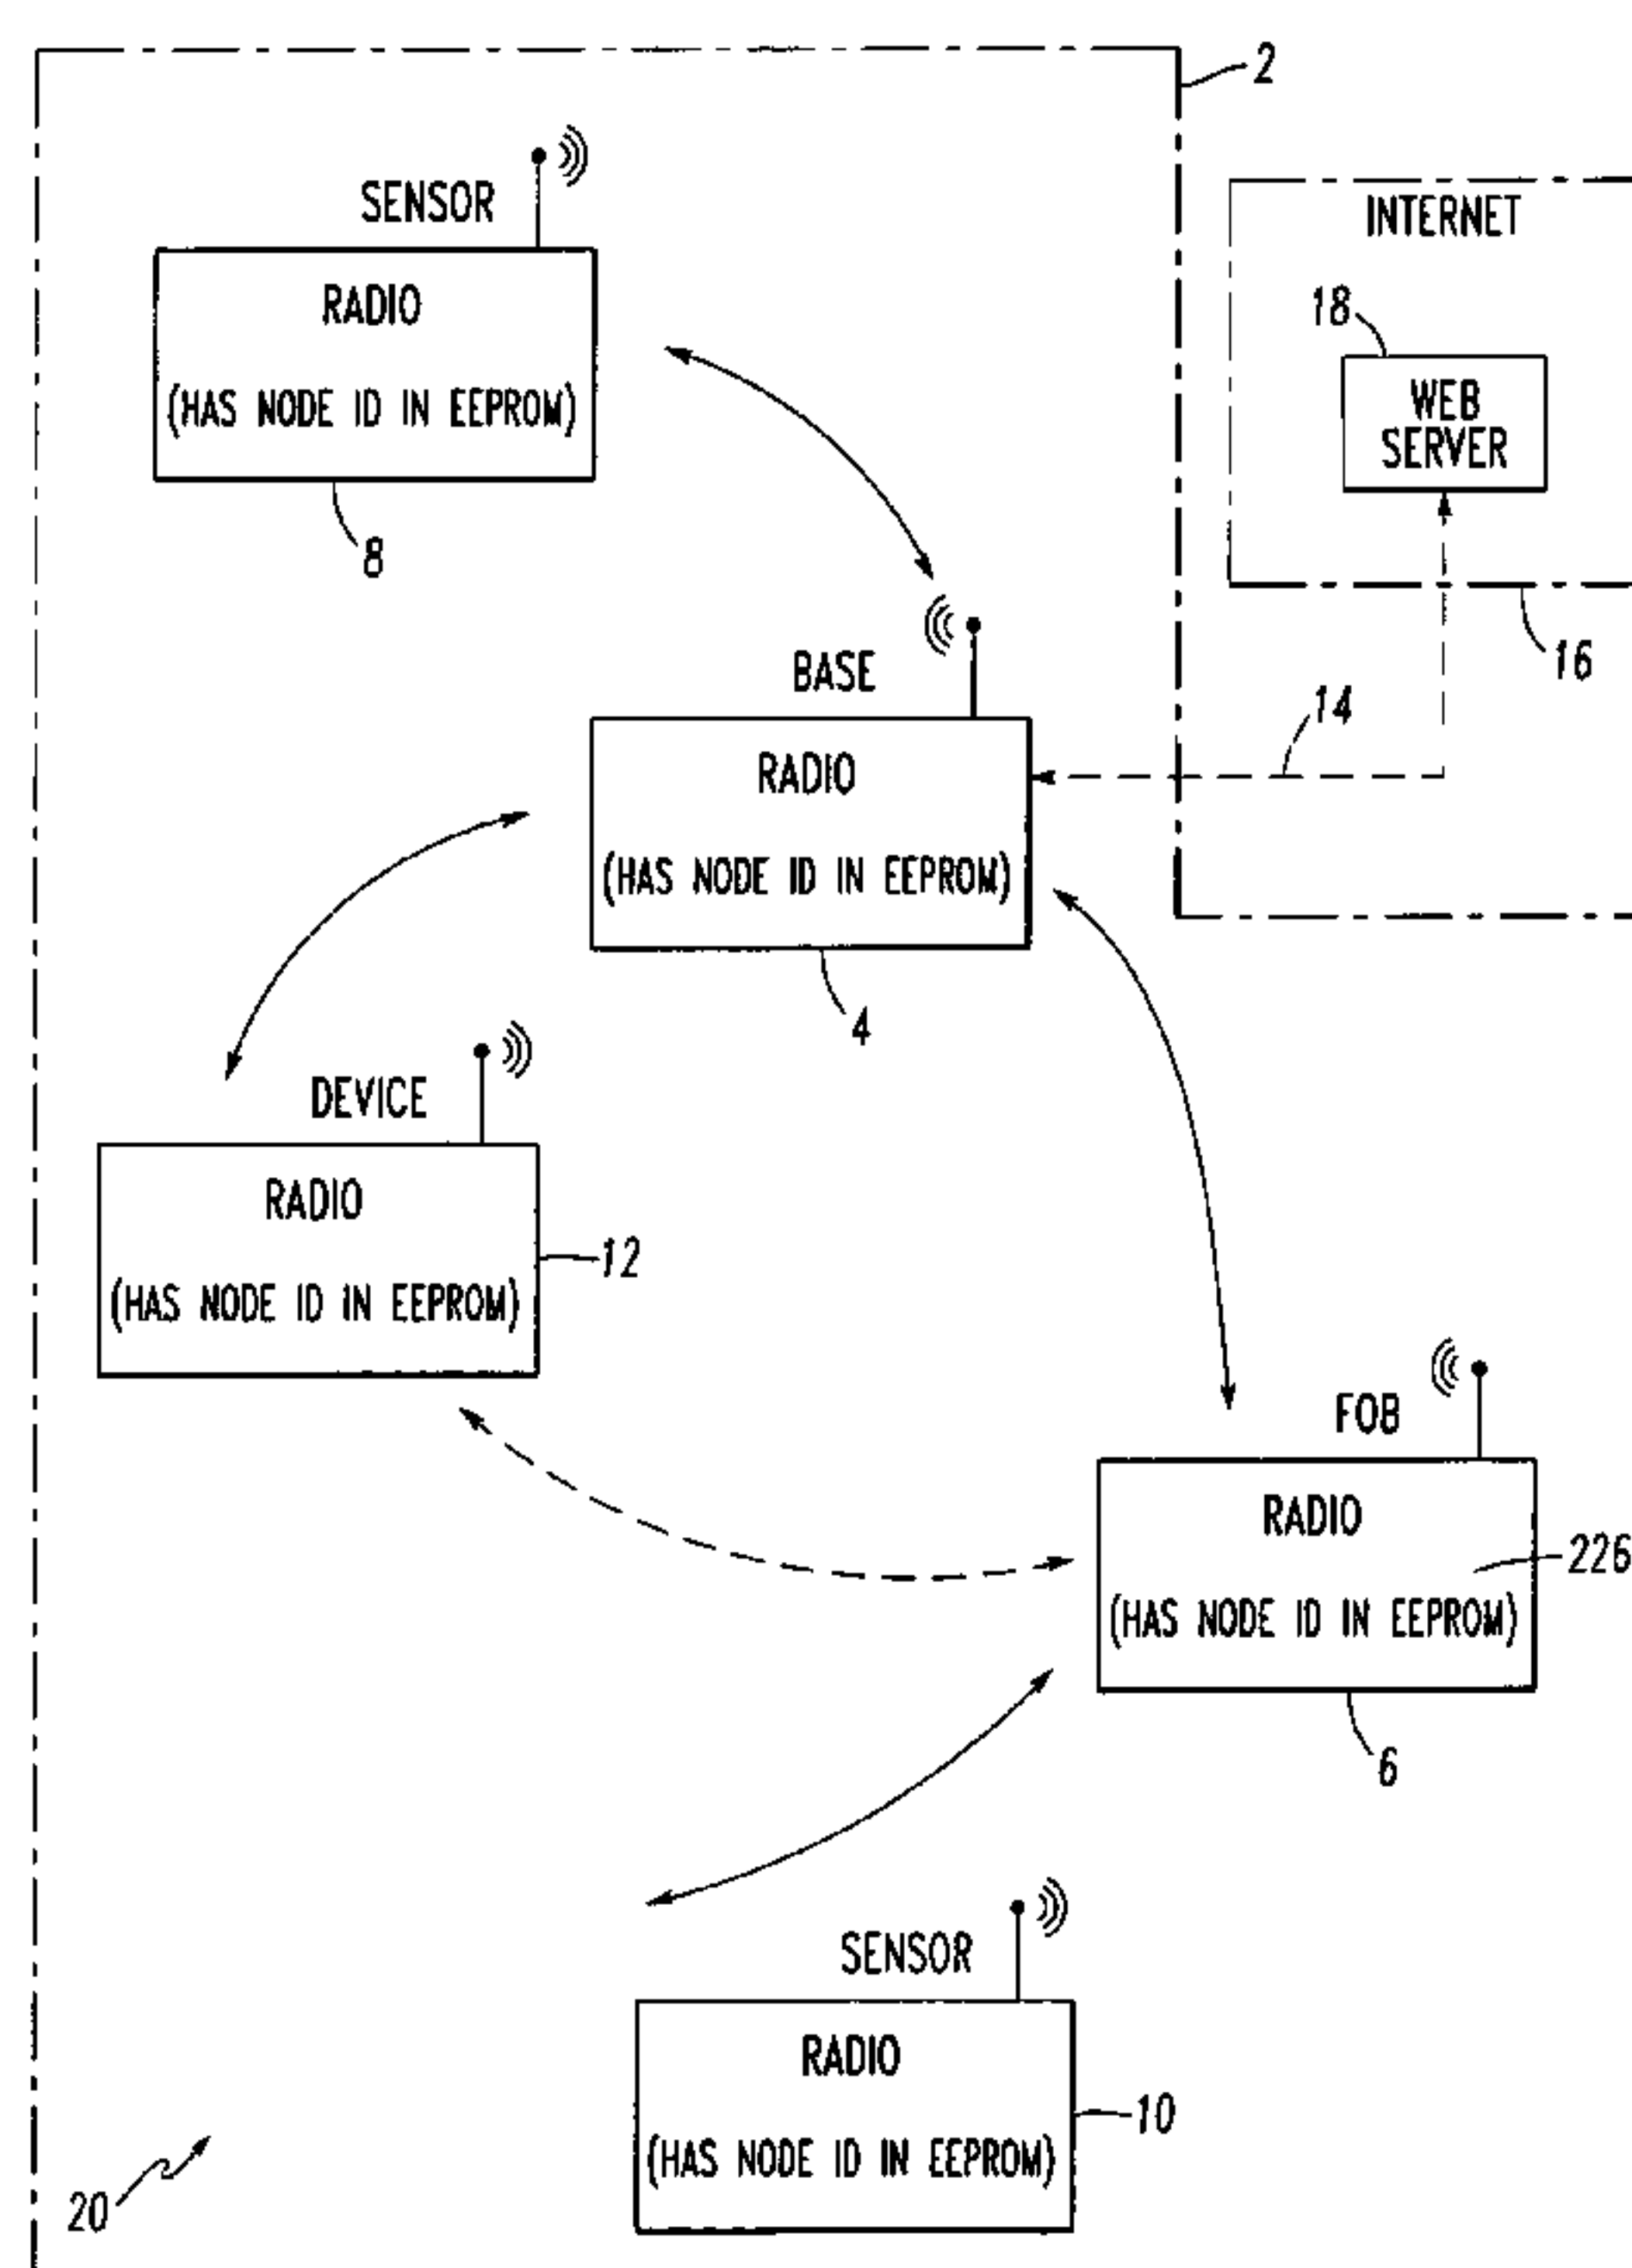 2
SENSOR
RADIO
(HAS NODE ID IN EEPROM)
8
INTERNET
18
WEB
SERVER
16
14
BASE
RADIO
(HAS NODE ID IN EEPROM)
4
DEVICE
RADIO
(HAS NODE ID IN EEPROM)
12
FOB
RADIO
226
(HAS NODE ID IN EEPROM)
6
SENSOR
RADIO
(HAS NODE ID IN EEPROM)
10
20